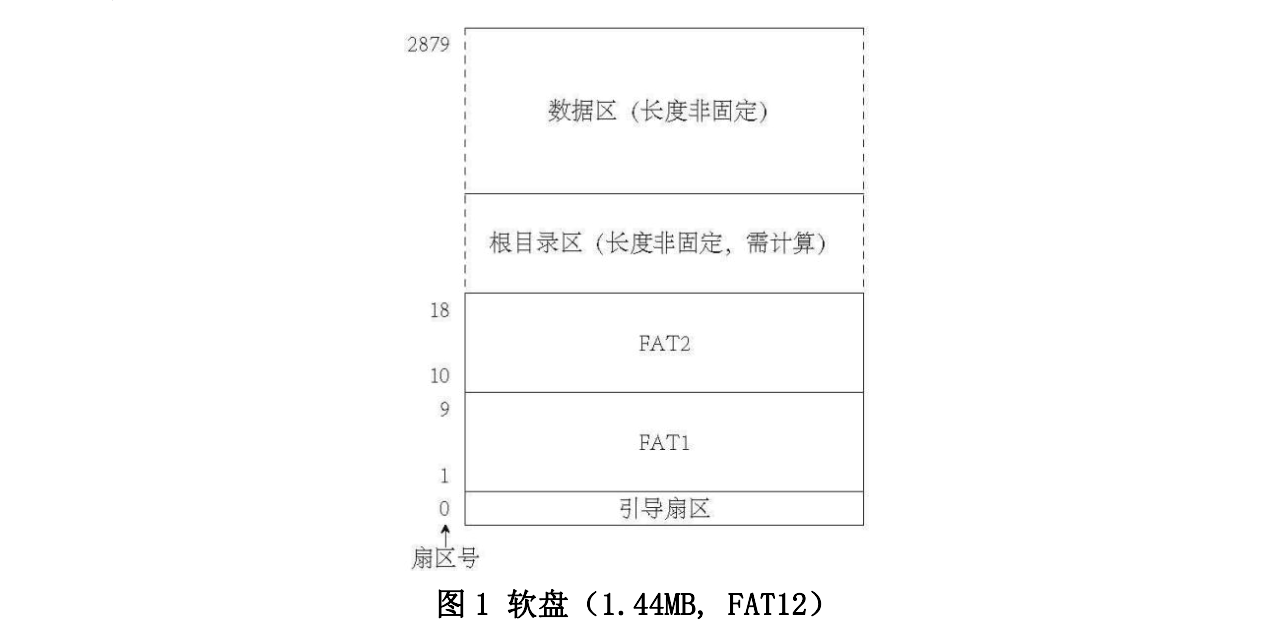 2879
数据区（长度非固定）
根目录区（长度非固定，需计算）
18
FAT2
10
9
FAT1
1
0
引导扇区
扇区号
图1 软盘（1.44MB, FAT12）